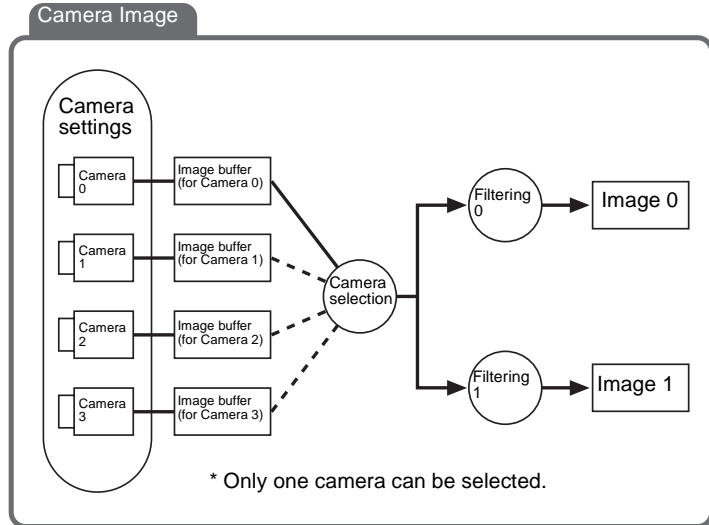 Camera Image
Camera
settings
Camera
0
Image buffer
(for Camera 0)
Camera
1
Image buffer
(for Camera 1)
Camera
2
Image buffer
(for Camera 2)
Camera
3
Image buffer
(for Camera 3)
Camera
selection
Filtering
0
Image 0
Filtering
1
Image 1
* Only one camera can be selected.